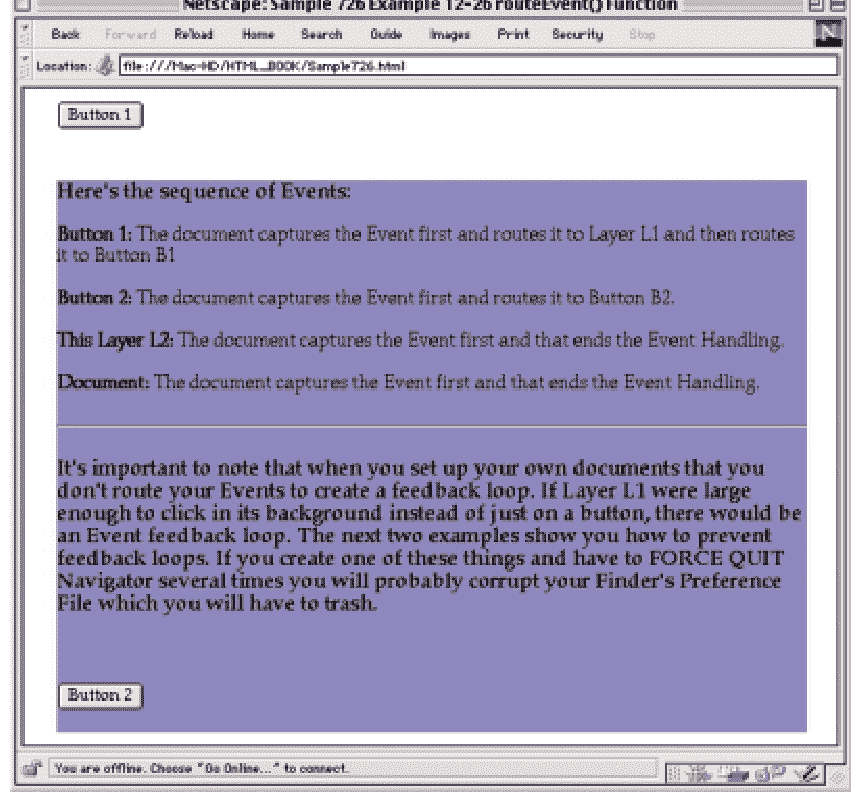 Netscape: Sample 726 Example 12-26 routeEvent() Function
Back Forward Reload Home Search Guide Images Print Security Stop
N
Location: file:///Mac-HD/HTML_BOOK/Sample726.html
Button 1
Here's the sequence of Events:
Button 1: The document captures the Event first and routes it to Layer L1 and then routes
it to Button B1
Button 2: The document captures the Event first and routes it to Button B2.
This Layer L2: The document captures the Event first and that ends the Event Handling.
Document: The document captures the Event first and that ends the Event Handling.
It's important to note that when you set up your own documents that you
don't route your Events to create a feedback loop. If Layer L1 were large
enough to click in its background instead of just on a button, there would be
an Event feedback loop. The next two examples show you how to prevent
feedback loops. If you create one of these things and have to FORCE QUIT
Navigator several times you will probably corrupt your Finder's Preference
File which you will have to trash.
Button 2
You are offline. Choose "Go Online..." to connect.